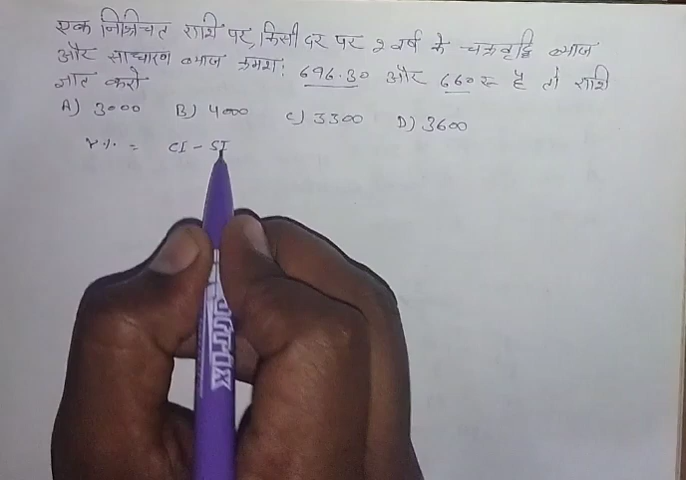 एक निश्चित राशि पर, किसी दर पर २ वर्ष के चक्रवृद्धि ब्याज
और साधारण ब्याज क्रमश: 696.30 और 660 रू है तो राशि
ज्ञात करो
A) 3000 B) 4000 C) 3300 D) 3600
r% = CI - SI